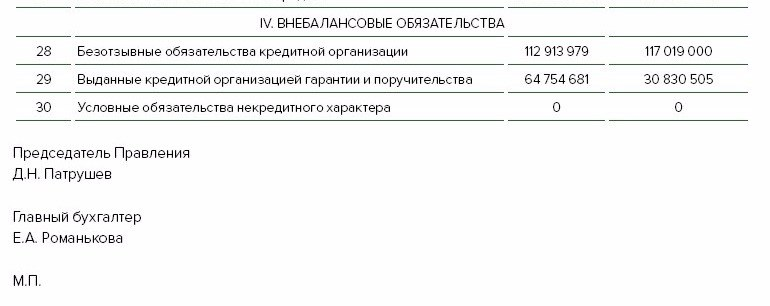 IV. ВНЕБАЛАНСОВЫЕ ОБЯЗАТЕЛЬСТВА
28 Безотзывные обязательства кредитной организации 112 913 979 117 019 000
29 Выданные кредитной организацией гарантии и поручительства 64 754 681 30 830 505
30 Условные обязательства некредитного характера 0 0
Председатель Правления
Д.Н. Патрушев
Главный бухгалтер
Е.А. Романькова
М.П.